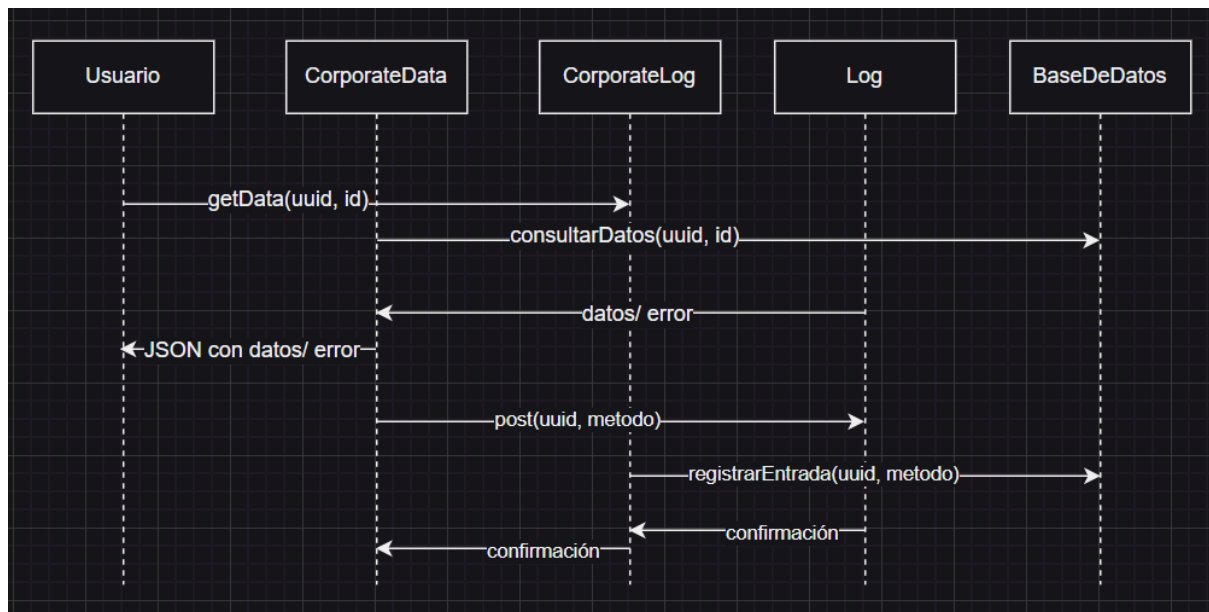 Usuario
CorporateData
CorporateLog
Log
BaseDeDatos
getData(uuid, id)
consultarDatos(uuid, id)
datos/ error
JSON con datos/ error
post(uuid, metodo)
registrarEntrada(uuid, metodo)
confirmación
confirmación